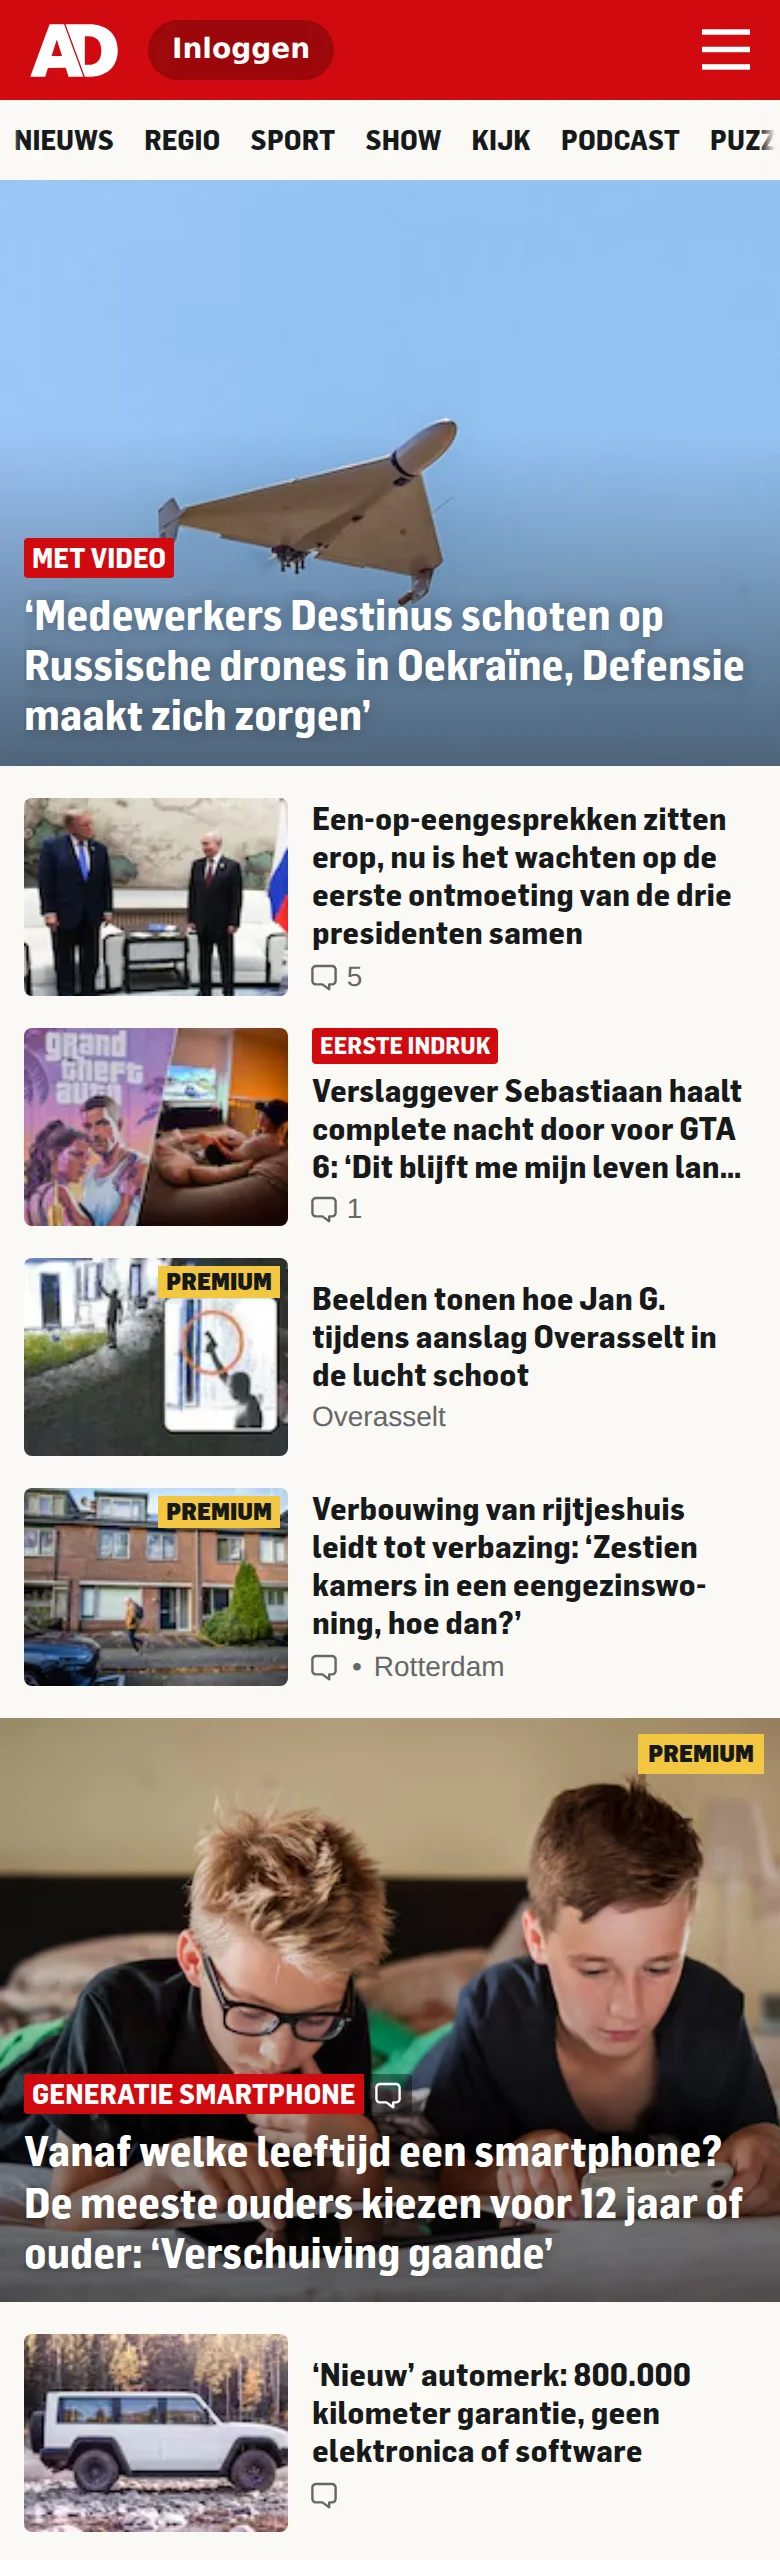 AD
Inloggen
NIEUWS REGIO SPORT SHOW KIJK PODCAST PUZZ
MET VIDEO
‘Medewerkers Destinus schoten op
Russische drones in Oekraïne, Defensie
maakt zich zorgen’
Een-op-eengesprekken zitten
erop, nu is het wachten op de
eerste ontmoeting van de drie
presidenten samen
5
grand
theft
auto
EERSTE INDRUK
Verslaggever Sebastiaan haalt
complete nacht door voor GTA
6: ‘Dit blijft me mijn leven lan...
1
PREMIUM
Beelden tonen hoe Jan G.
tijdens aanslag Overasselt in
de lucht schoot
Overasselt
PREMIUM
Verbouwing van rijtjeshuis
leidt tot verbazing: ‘Zestien
kamers in een eengezinswo-
ning, hoe dan?’
• Rotterdam
PREMIUM
GENERATIE SMARTPHONE
Vanaf welke leeftijd een smartphone?
De meeste ouders kiezen voor 12 jaar of
ouder: ‘Verschuiving gaande’
‘Nieuw’ automerk: 800.000
kilometer garantie, geen
elektronica of software